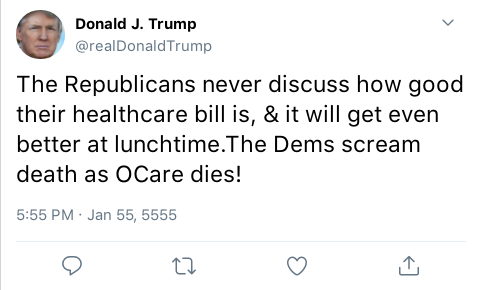 Donald J. Trump
@realDonaldTrump
The Republicans never discuss how good
their healthcare bill is, & it will get even
better at lunchtime.The Dems scream
death as OCare dies!
5:55 PM · Jan 55, 5555